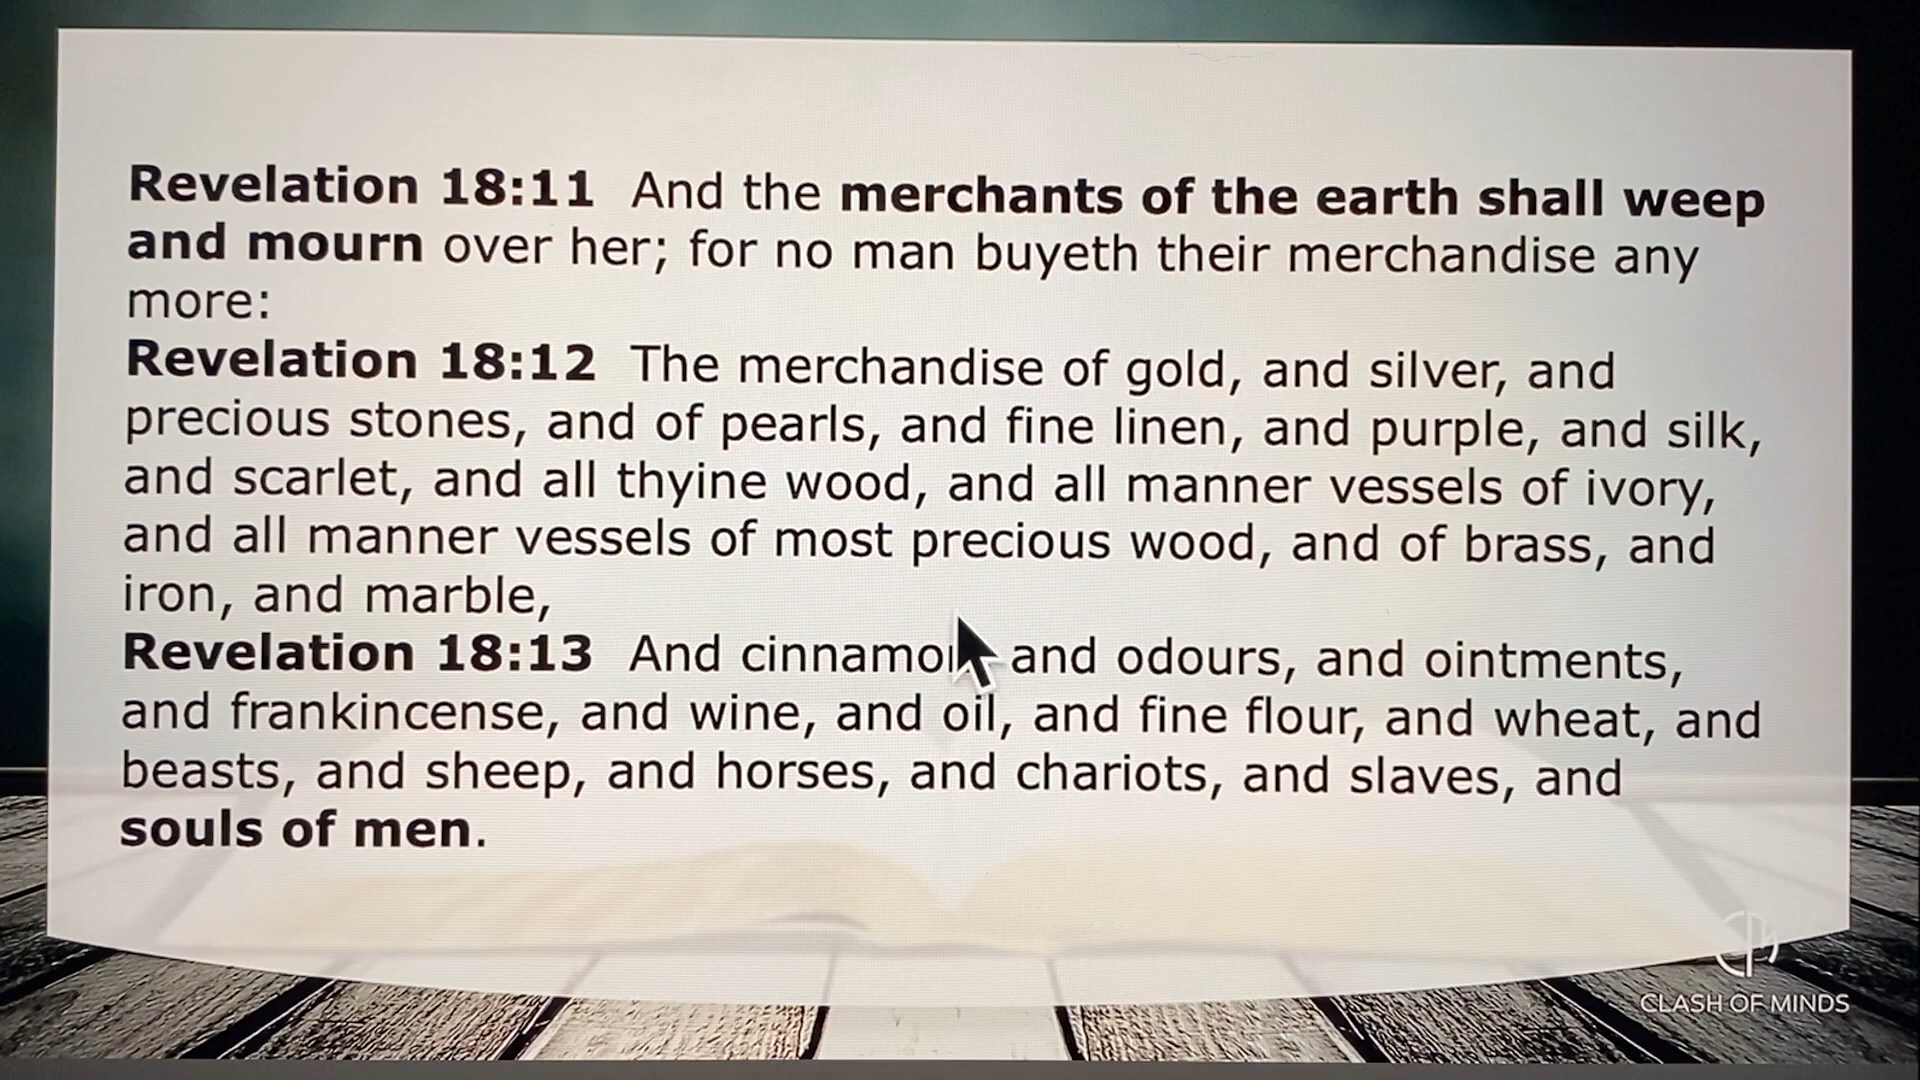 Revelation 18:11 And the merchants of the earth shall weep
and mourn over her; for no man buyeth their merchandise any
more:
Revelation 18:12 The merchandise of gold, and silver, and
precious stones, and of pearls, and fine linen, and purple, and silk,
and scarlet, and all thyine wood, and all manner vessels of ivory,
and all manner vessels of most precious wood, and of brass, and
iron, and marble,
Revelation 18:13 And cinnamon and odours, and ointments,
and frankincense, and wine, and oil, and fine flour, and wheat, and
beasts, and sheep, and horses, and chariots, and slaves, and
souls of men.
CLASH OF MINDS